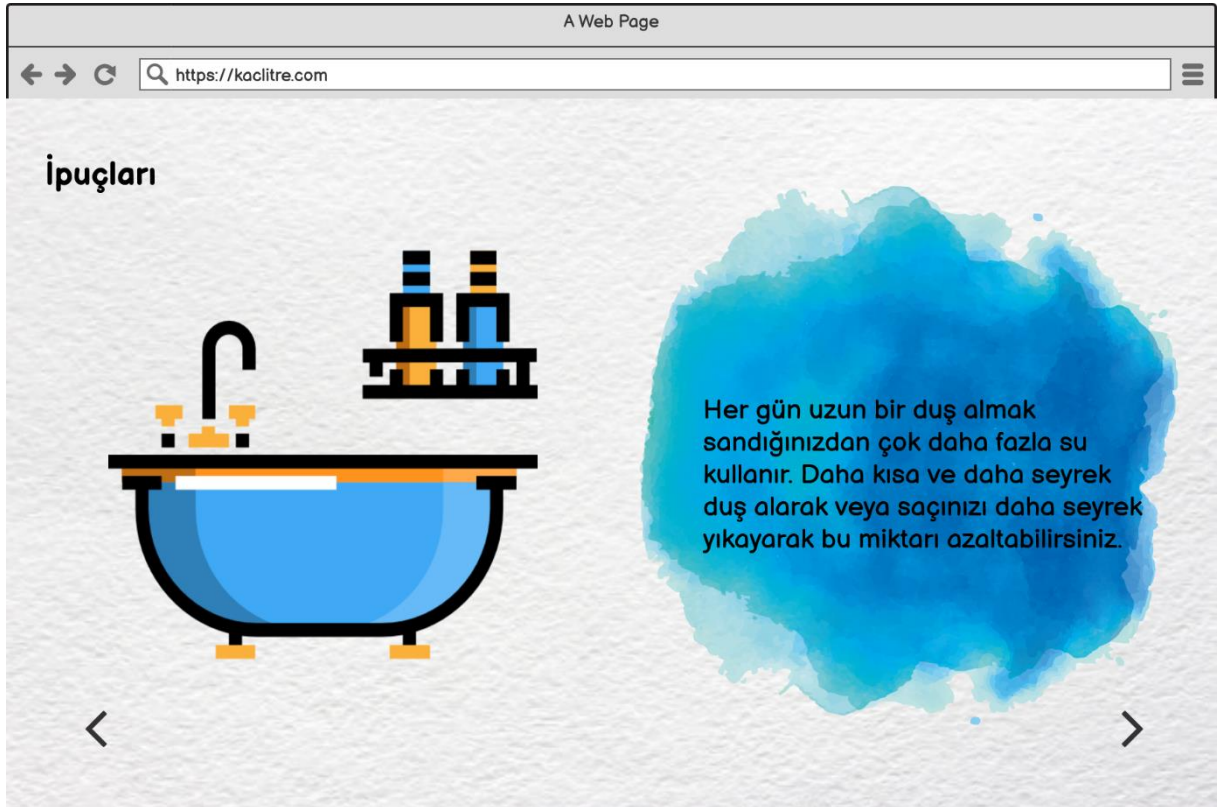 A Web Page
https://kaclitre.com
İpuçları
Her gün uzun bir duş almak
sandığınızdan çok daha fazla su
kullanır. Daha kısa ve daha seyrek
duş alarak veya saçınızı daha seyrek
yıkayarak bu miktarı azaltabilirsiniz.